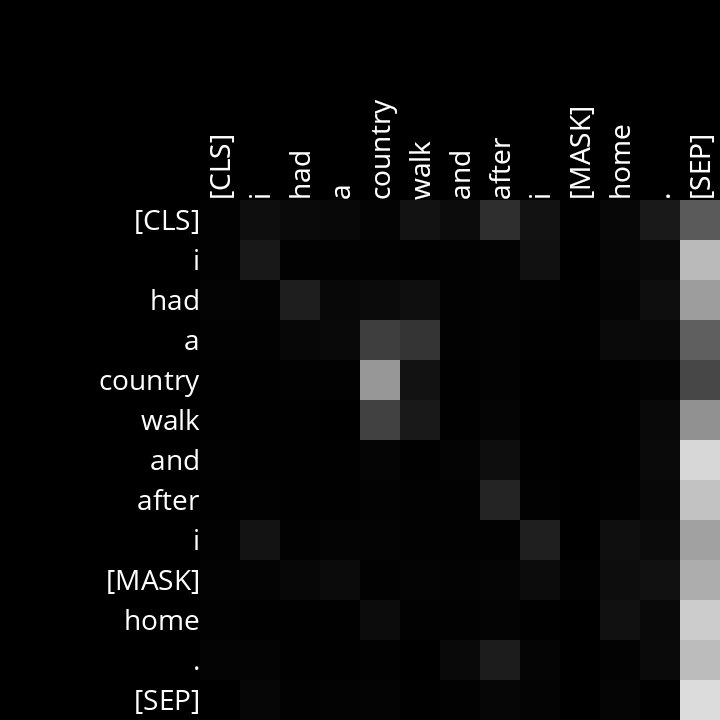 [CLS] i had a country walk and after i [MASK] home . [SEP]
[CLS]
i
had
a
country
walk
and
after
i
[MASK]
home
.
[SEP]